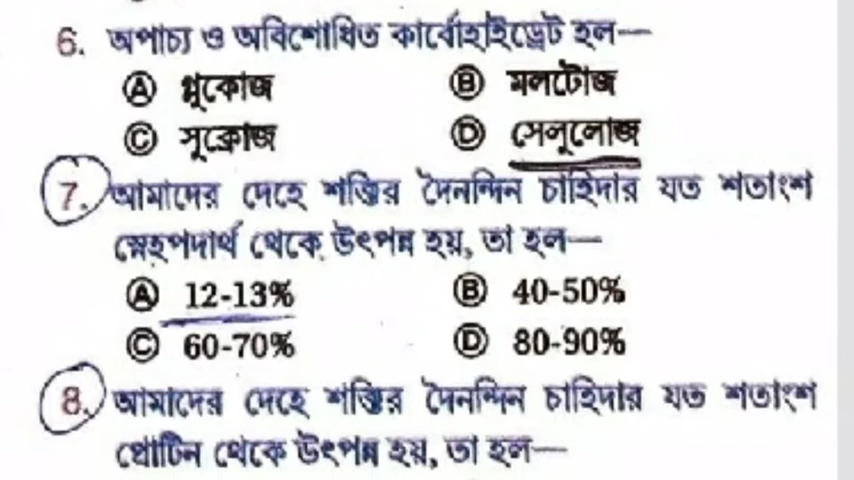 6. অপাচ্য ও অবিশোধিত কার্বোহাইড্রেট হল—
Ⓐ গ্লুকোজ Ⓑ মলটোজ
Ⓒ সুক্রোজ Ⓓ সেলুলোজ
7. আমাদের দেহে শক্তির দৈনন্দিন চাহিদার যত শতাংশ
স্নেহপদার্থ থেকে উৎপন্ন হয়, তা হল—
Ⓐ 12-13% Ⓑ 40-50%
Ⓒ 60-70% Ⓓ 80-90%
8. আমাদের দেহে শক্তির দৈনন্দিন চাহিদার যত শতাংশ
প্রোটিন থেকে উৎপন্ন হয়, তা হল—